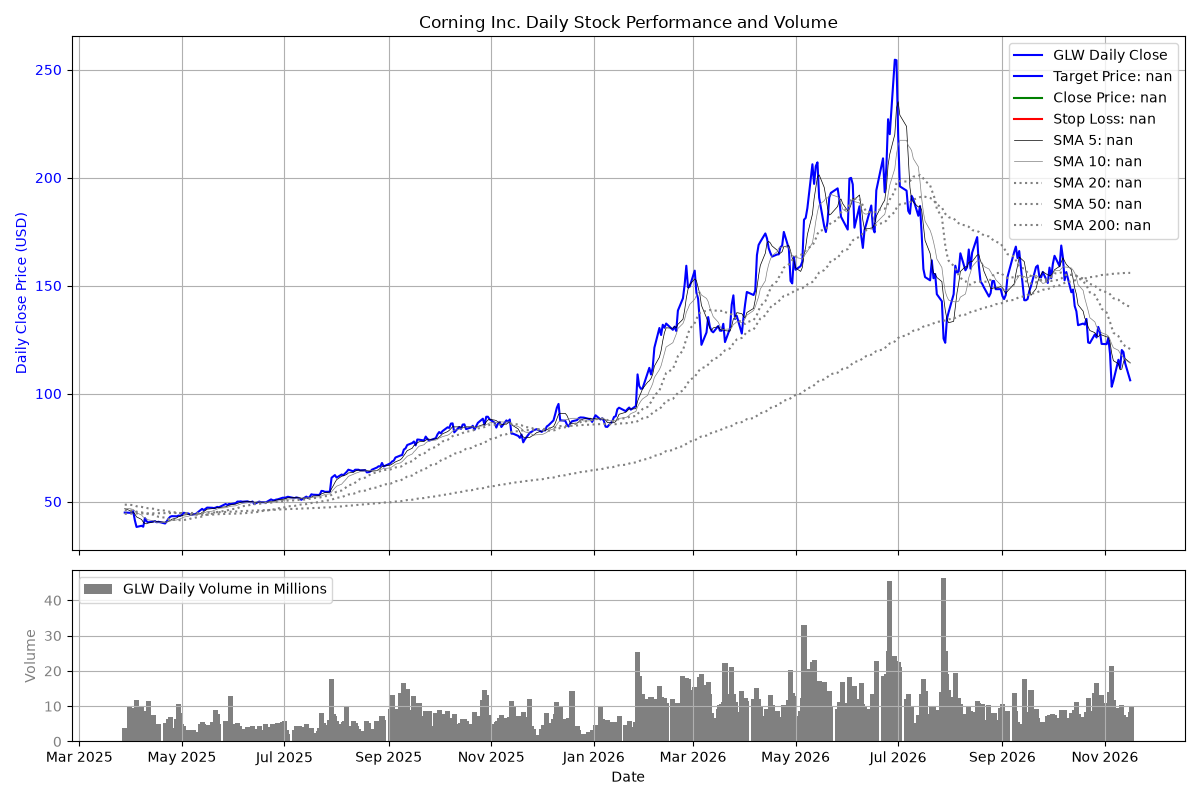 Corning Inc. Daily Stock Performance and Volume
Daily Close Price (USD)
250
200
150
100
50
GLW Daily Close
Target Price: nan
Close Price: nan
Stop Loss: nan
SMA 5: nan
SMA 10: nan
SMA 20: nan
SMA 50: nan
SMA 200: nan
GLW Daily Volume in Millions
Volume
40
30
20
10
0
Mar 2025 May 2025 Jul 2025 Sep 2025 Nov 2025 Jan 2026 Mar 2026 May 2026 Jul 2026 Sep 2026 Nov 2026
Date